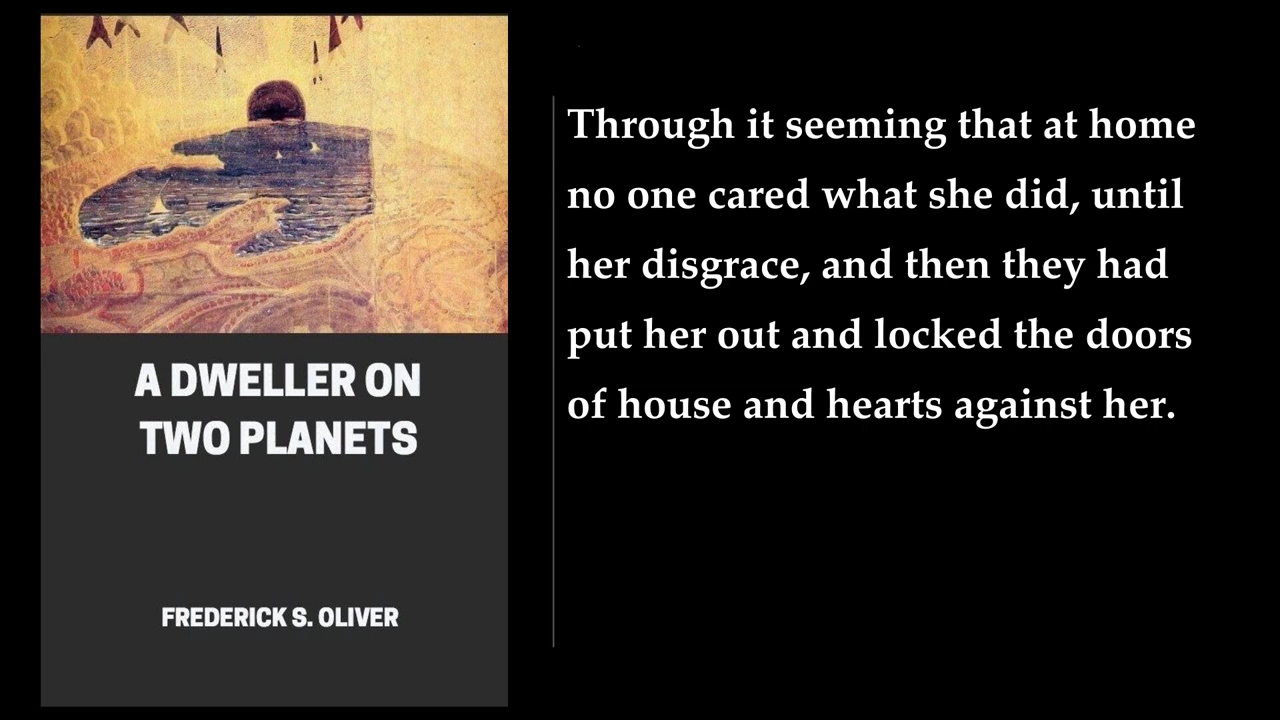 A DWELLER ON
TWO PLANETS
FREDERICK S. OLIVER
Through it seeming that at home
no one cared what she did, until
her disgrace, and then they had
put her out and locked the doors
of house and hearts against her.